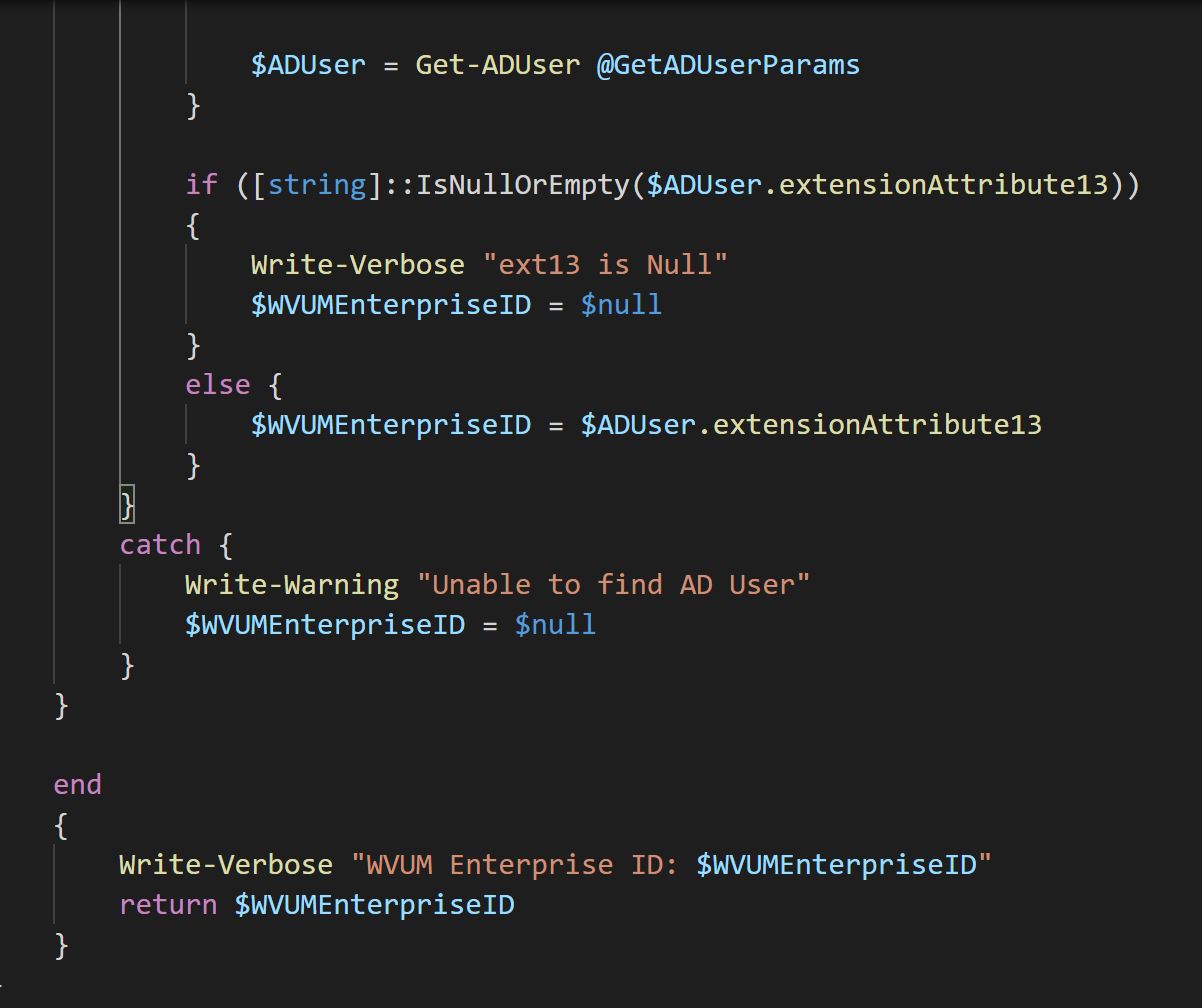 $ADUser = Get-ADUser @GetADUserParams
}
if ([string]::IsNullOrEmpty($ADUser.extensionAttribute13))
{
Write-Verbose "ext13 is Null"
$WVUMEnterpriseID = $null
}
else {
$WVUMEnterpriseID = $ADUser.extensionAttribute13
}
}
catch {
Write-Warning "Unable to find AD User"
$WVUMEnterpriseID = $null
}
}
end
{
Write-Verbose "WVUM Enterprise ID: $WVUMEnterpriseID"
return $WVUMEnterpriseID
}